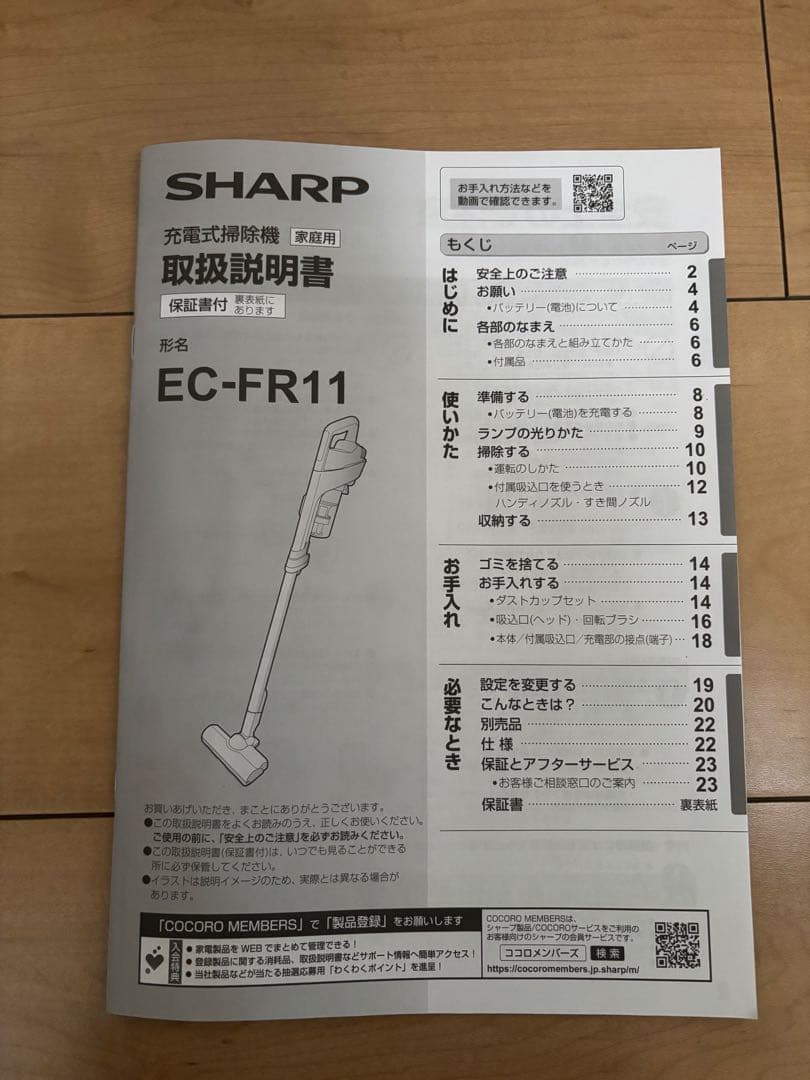 SHARP
充電式掃除機 家庭用
取扱説明書
保証書付 裏表紙に
あります
形名
EC-FR11
お買いあげいただき、まことにありがとうございます。
●この取扱説明書をよくお読みのうえ、正しくお使いください。
ご使用の前に、「安全上のご注意」を必ずお読みください。
●この取扱説明書(保証書付)は、いつでも見ることができる
所に必ず保管してください。
●イラストは説明イメージのため、実際とは異なる場合が
あります。
お手入れ方法などを
動画で確認できます。
もくじ ページ
はじめに
安全上のご注意 2
お願い 4
•バッテリー(電池)について 4
各部のなまえ 6
•各部のなまえと組み立てかた 6
•付属品 6
使いかた
準備する 8
•バッテリー(電池)を充電する 8
ランプの光りかた 9
掃除する 10
•運転のしかた 10
•付属吸込口を使うとき 12
ハンディノズル・すき間ノズル
収納する 13
お手入れ
ゴミを捨てる 14
お手入れする 14
•ダストカップセット 14
•吸込口(ヘッド)・回転ブラシ 16
•本体/付属吸込口/充電部の接点(端子) 18
必要なとき
設定を変更する 19
こんなときは? 20
別売品 22
仕様 22
保証とアフターサービス 23
•お客様ご相談窓口のご案内 23
保証書 裏表紙
「COCORO MEMBERS」で「製品登録」をお願いします
入会特典
●家電製品をWEBでまとめて管理できる!
●登録製品に関する消耗品、取扱説明書などサポート情報へ簡単アクセス!
●当社製品などが当たる抽選応募用「わくわくポイント」を進呈!
COCORO MEMBERSは、
シャープ製品/COCOROサービスをご利用の
お客様向けのシャープの会員サービスです。
ココロメンバーズ 検索
https://cocoromembers.jp.sharp/m/